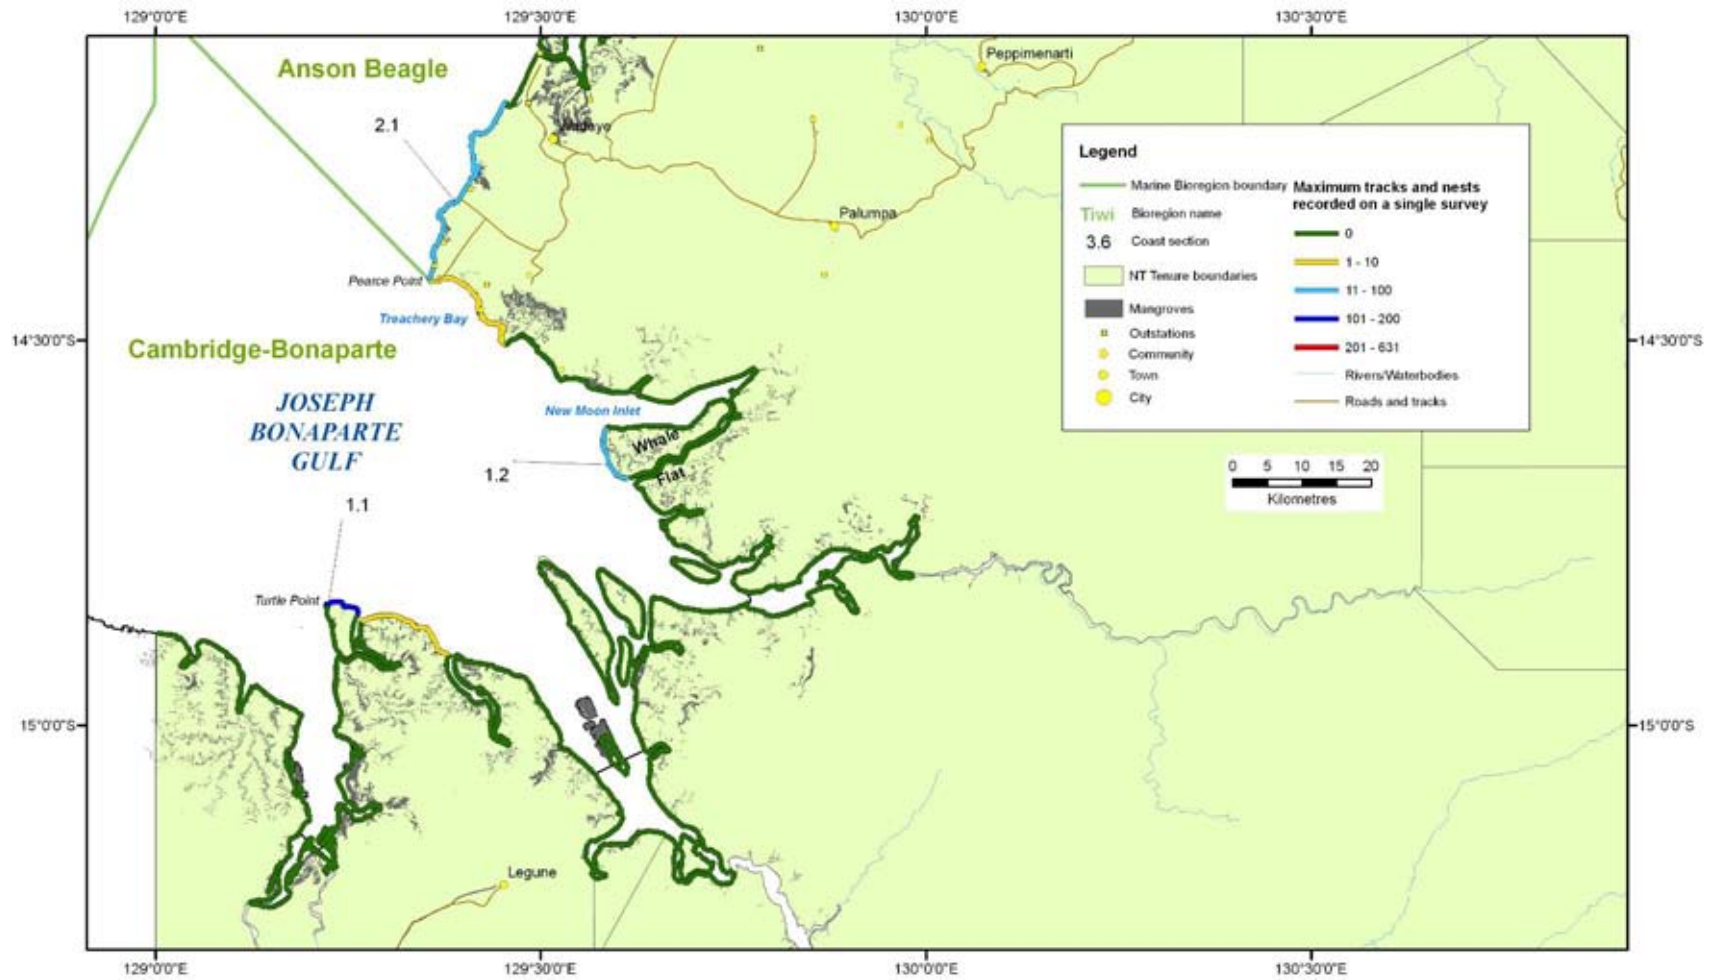 129°0'0"E
129°30'0"E
130°0'0"E
130°30'0"E
Anson Beagle
Peppimenarti
2.1
Wadeye
Palumpa
Legend
Marine Bioregion boundary
Tiwi Bioregion name
3.6 Coast section
NT Tenure boundaries
Mangroves
Outstations
Community
Town
City
Maximum tracks and nests
recorded on a single survey
0
1 - 10
11 - 100
101 - 200
201 - 631
Rivers/Waterbodies
Roads and tracks
Pearce Point
Treachery Bay
14°30'0"S
14°30'0"S
Cambridge-Bonaparte
JOSEPH
BONAPARTE
GULF
New Moon Inlet
Whale
Flat
1.2
0 5 10 15 20
Kilometres
1.1
Turtle Point
15°0'0"S
15°0'0"S
Legune
129°0'0"E
129°30'0"E
130°0'0"E
130°30'0"E